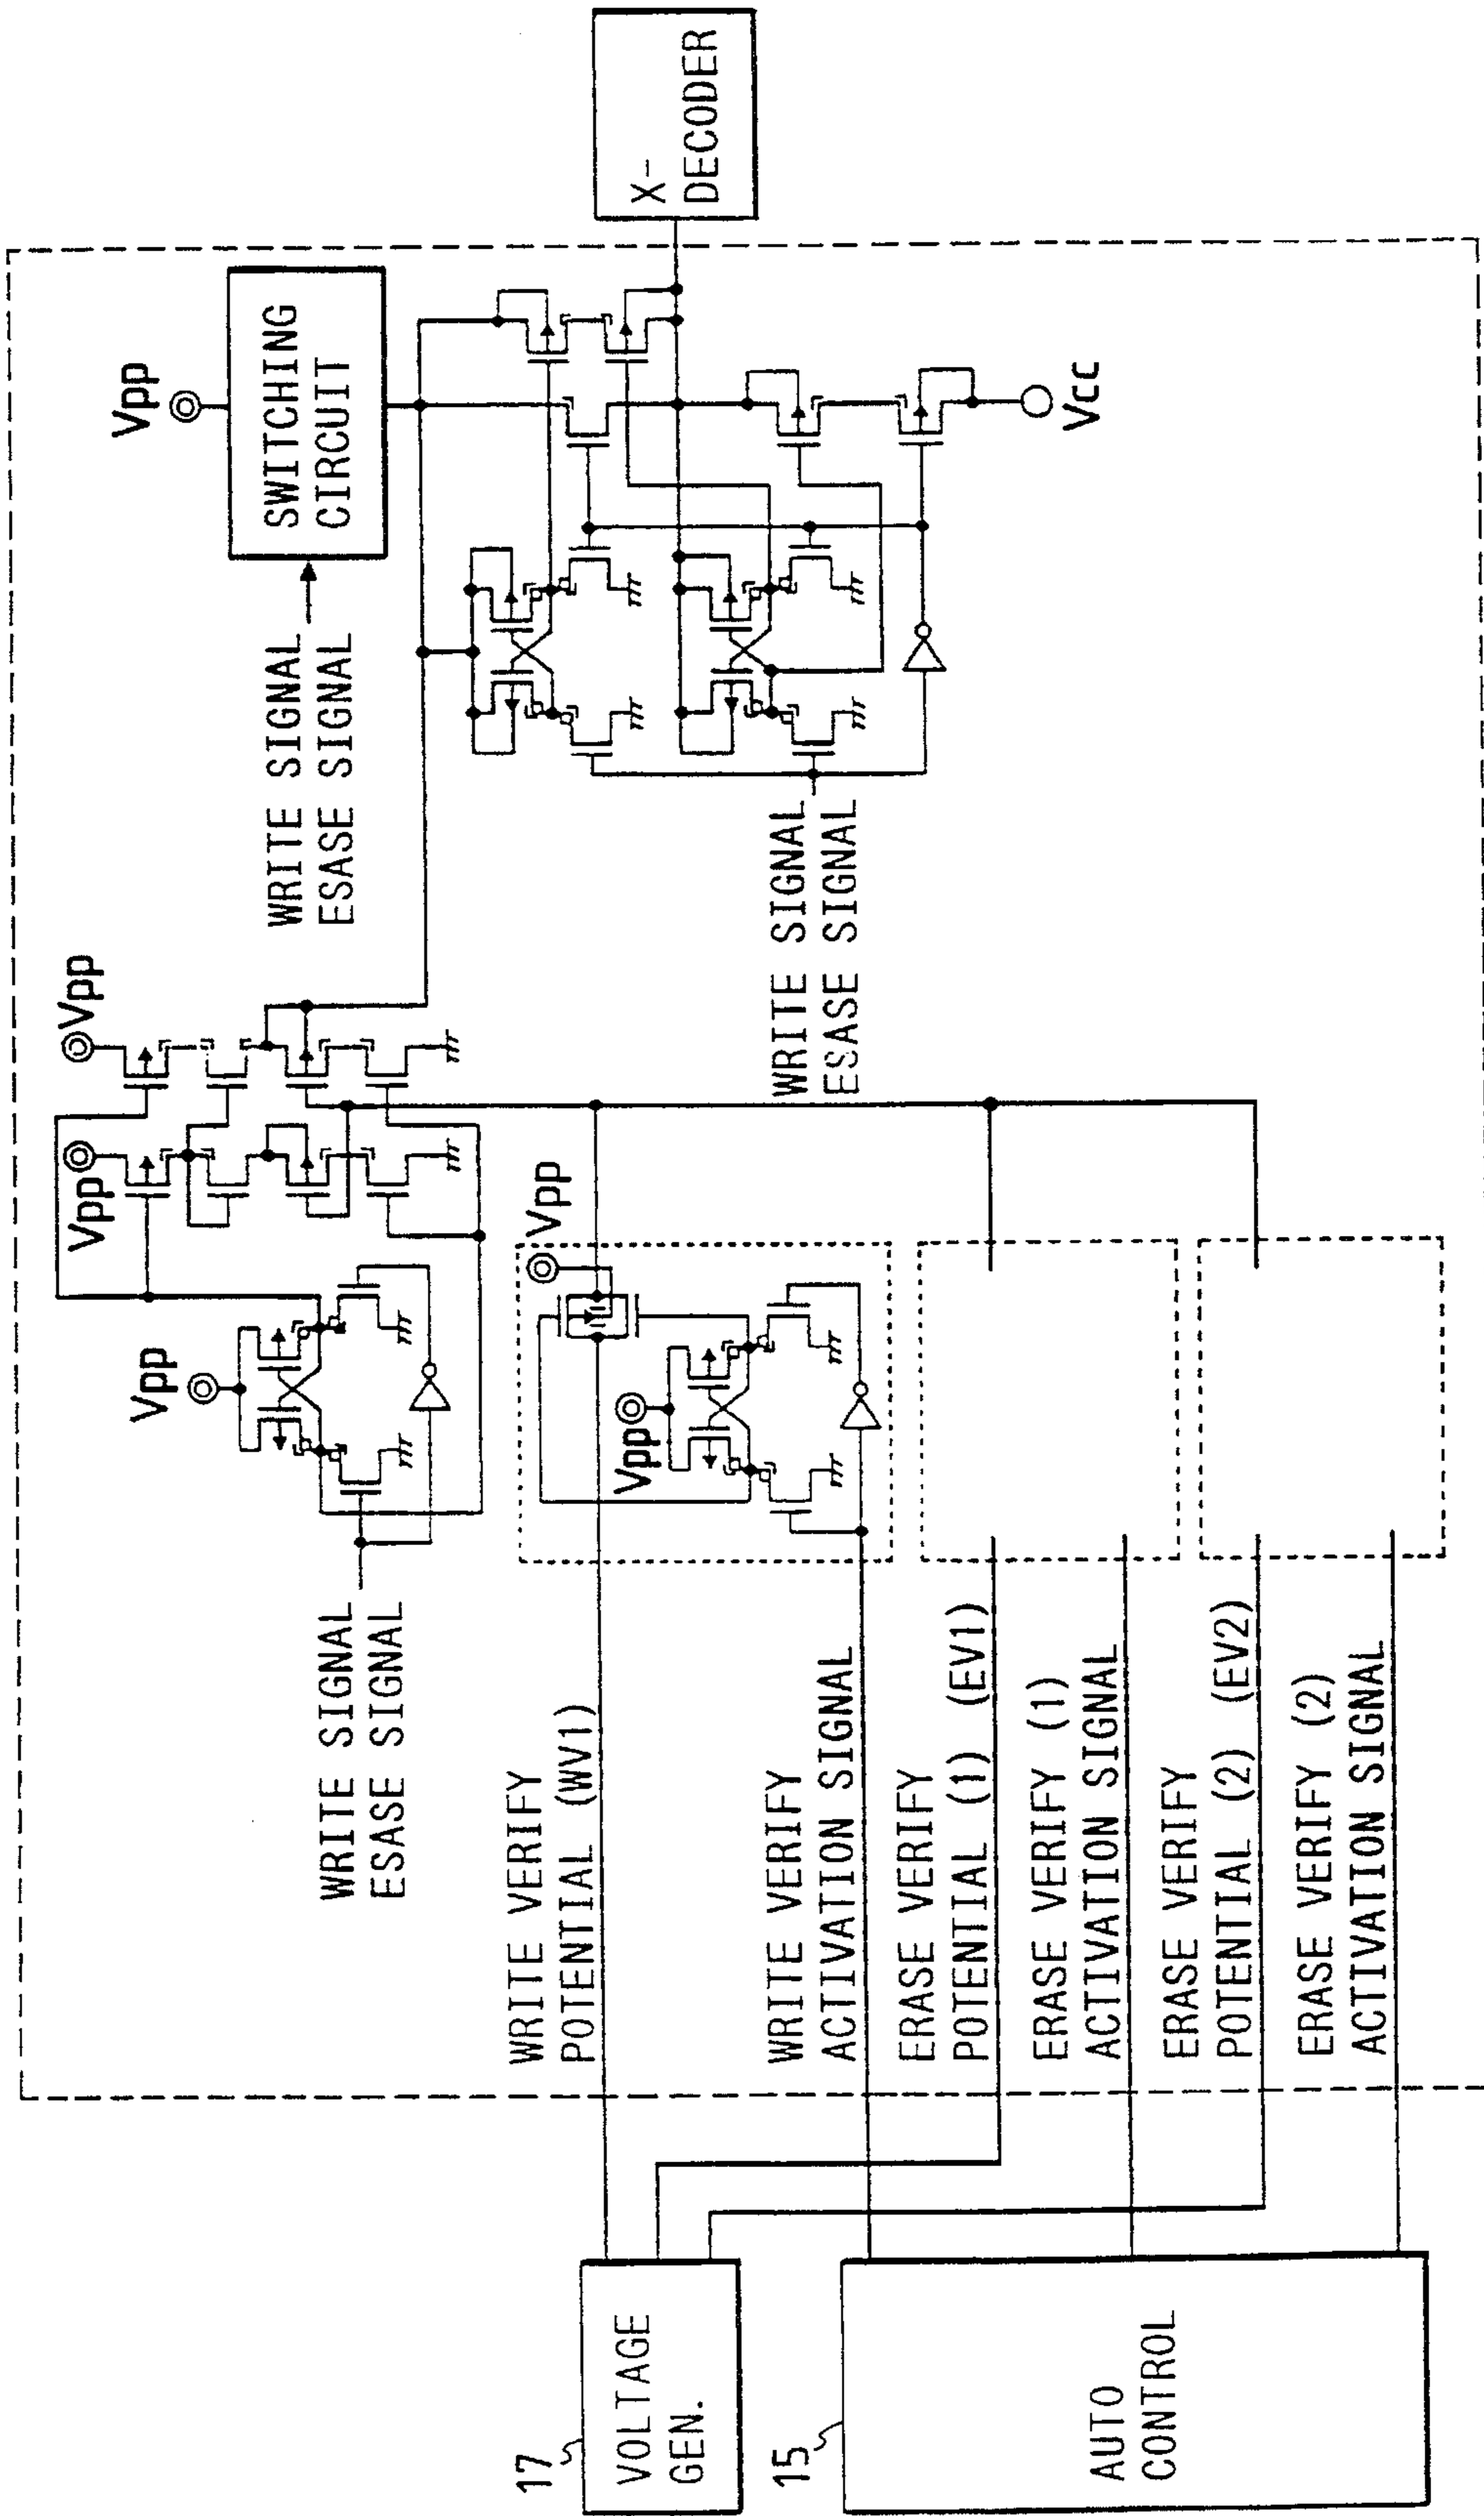 Vpp
SWITCHING
CIRCUIT
WRITE SIGNAL
ESASE SIGNAL
X-
DECODER
Vcc
WRITE SIGNAL
ESASE SIGNAL
Vpp
Vpp
Vpp
WRITE SIGNAL
ESASE SIGNAL
Vpp
Vpp
WRITE VERIFY
POTENTIAL (WV1)
WRITE VERIFY
ACTIVATION SIGNAL
ERASE VERIFY
POTENTIAL (1) (EV1)
ERASE VERIFY (1)
ACTIVATION SIGNAL
ERASE VERIFY
POTENTIAL (2) (EV2)
ERASE VERIFY (2)
ACTIVATION SIGNAL
17
VOLTAGE
GEN.
15
AUTO
CONTROL